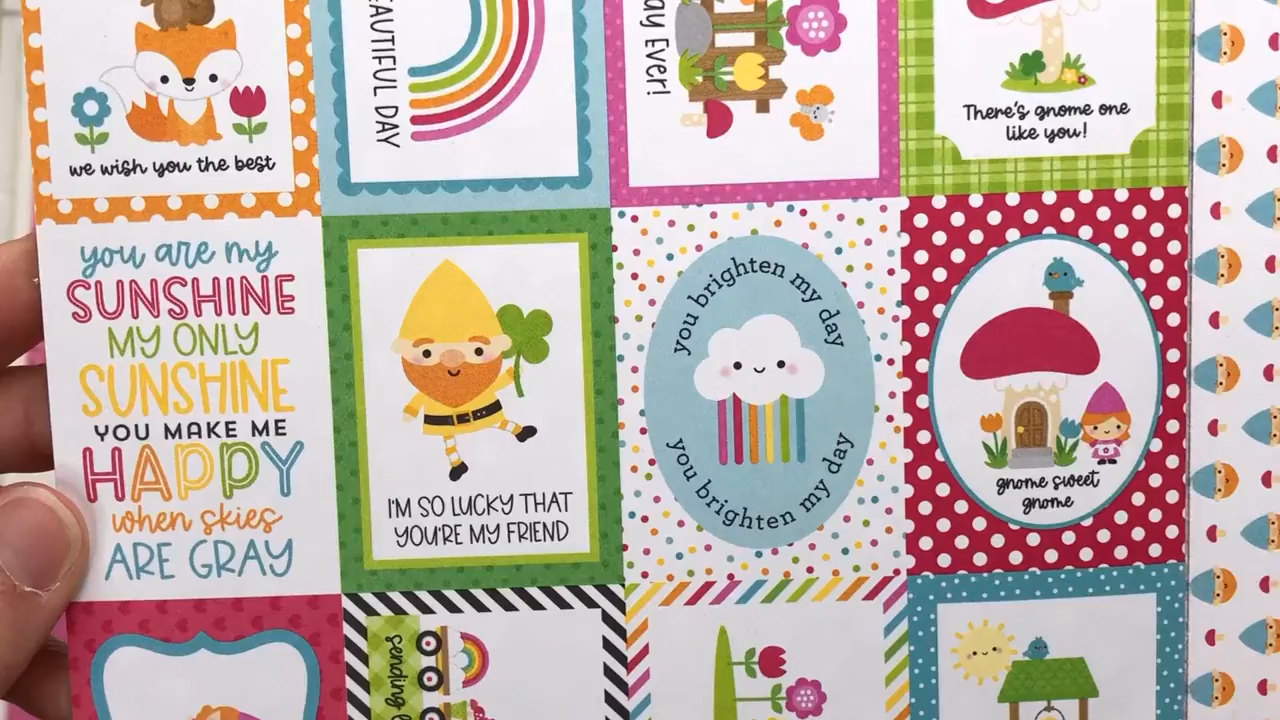 we wish you the best
BEAUTIFUL DAY
Ever!
There's gnome one
like you!
you are my
SUNSHINE
MY ONLY
SUNSHINE
YOU MAKE ME
HAPPY
when skies
ARE GRAY
I'M SO LUCKY THAT
YOU'RE MY FRIEND
you brighten my day
you brighten my day
gnome sweet
gnome
sending